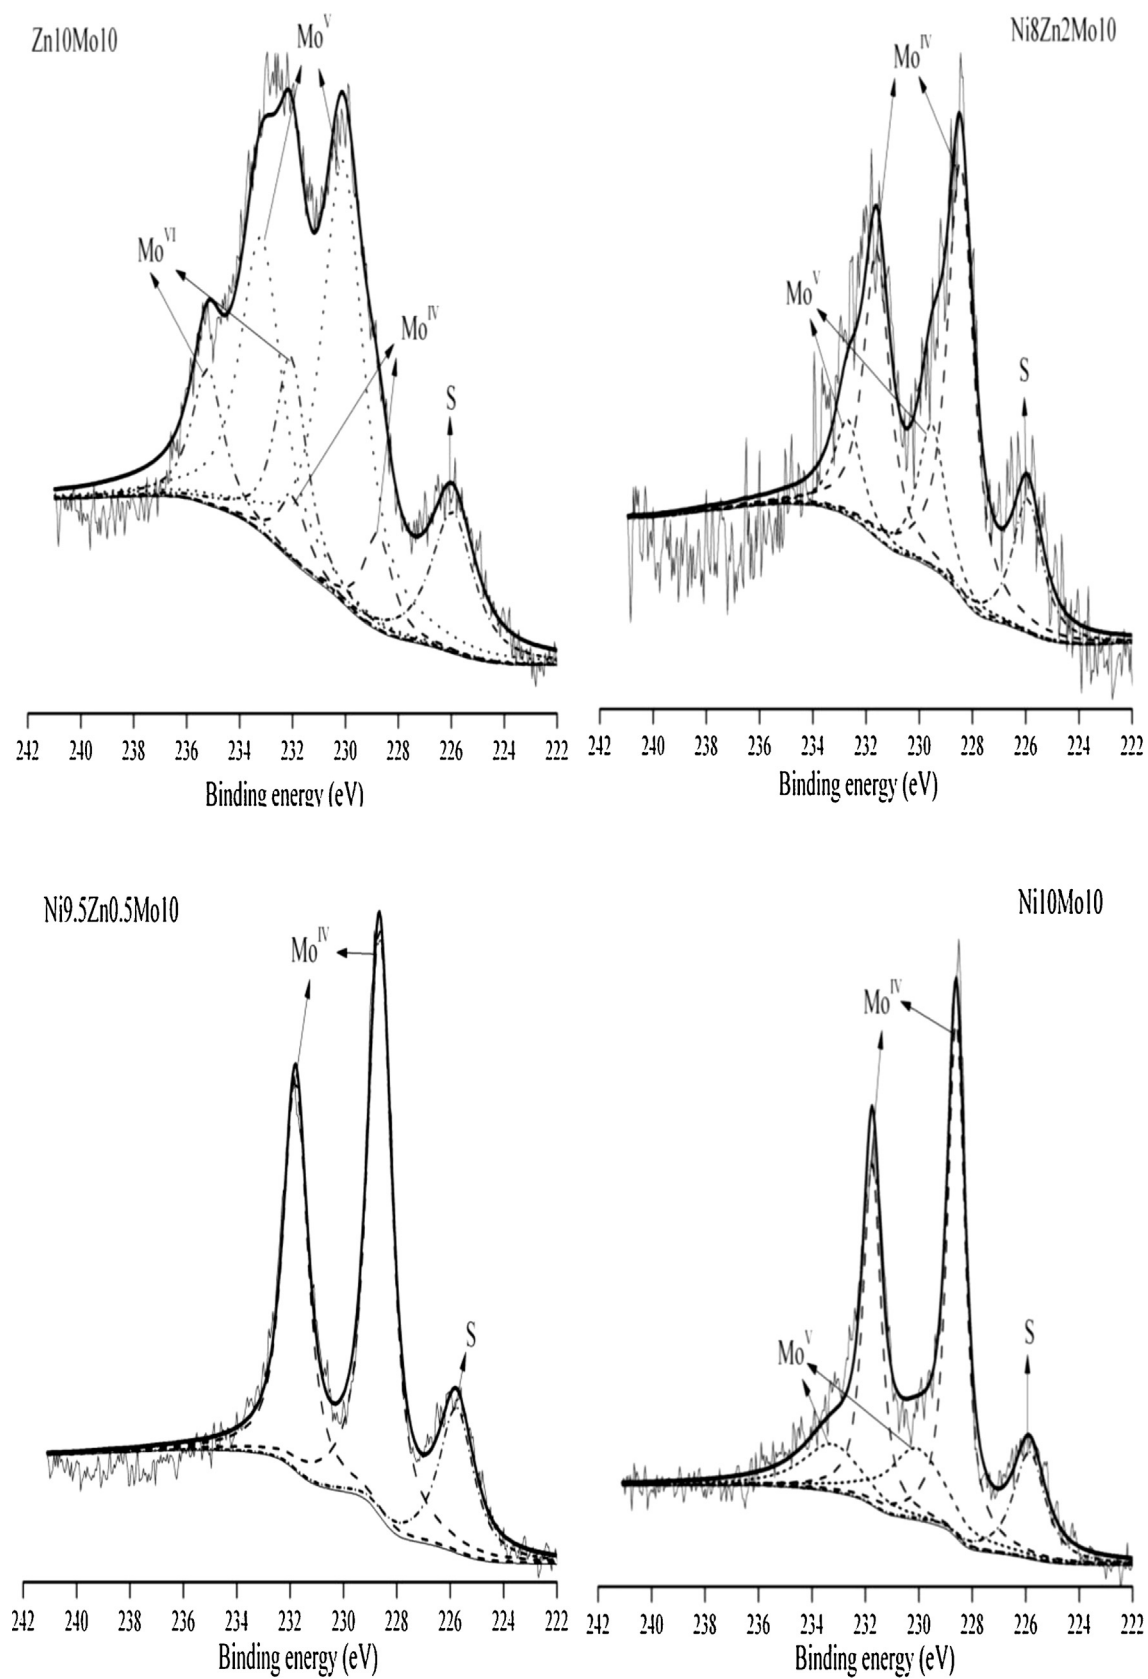 Zn10Mo10
Mo^V
Mo^VI
Mo^IV
S
242 240 236 235 233 232 230 228 226 224 222
Binding energy (eV)
Ni8Zn2Mo10
Mo^IV
Mo^V
S
242 240 238 236 234 232 230 228 226 224 222
Binding energy (eV)
Ni9.5Zn0.5Mo10
Mo^IV
S
242 240 238 236 234 232 230 228 226 224 222
Binding energy (eV)
Ni10Mo10
Mo^IV
Mo^V
S
242 240 238 236 234 232 230 228 226 224 222
Binding energy (eV)